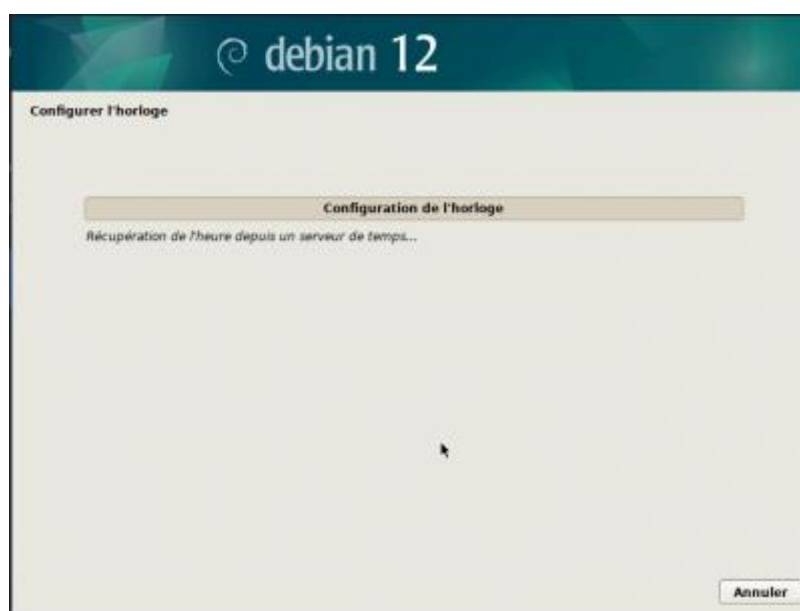 debian 12
Configurer l'horloge
Configuration de l'horloge
Récupération de l'heure depuis un serveur de temps...
Annuler